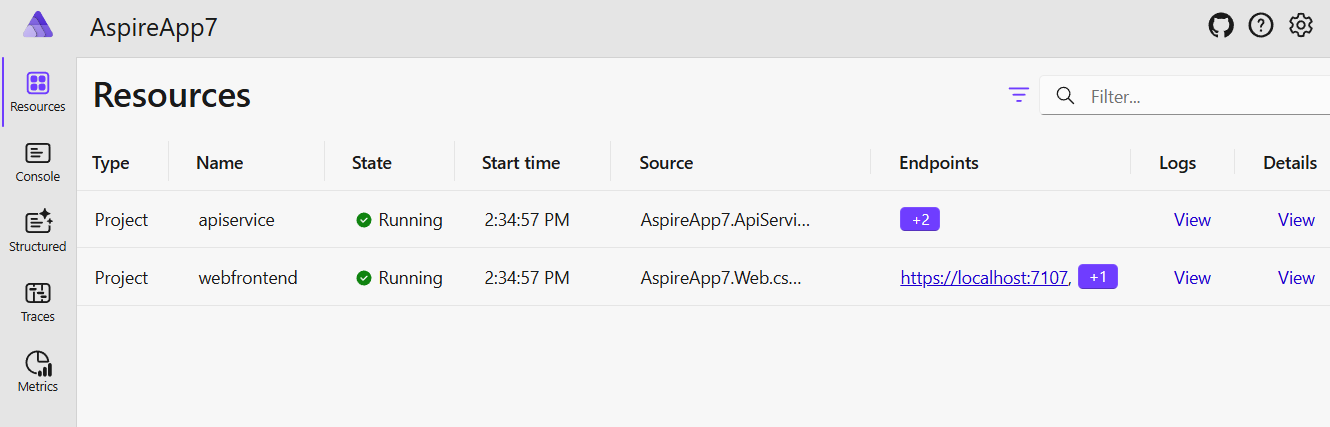 AspireApp7
Resources
Filter...
Type Name State Start time Source Endpoints Logs Details
Project apiservice Running 2:34:57 PM AspireApp7.ApiServi... +2 View View
Project webfrontend Running 2:34:57 PM AspireApp7.Web.cs... https://localhost:7107, +1 View View
Resources
Console
Structured
Traces
Metrics